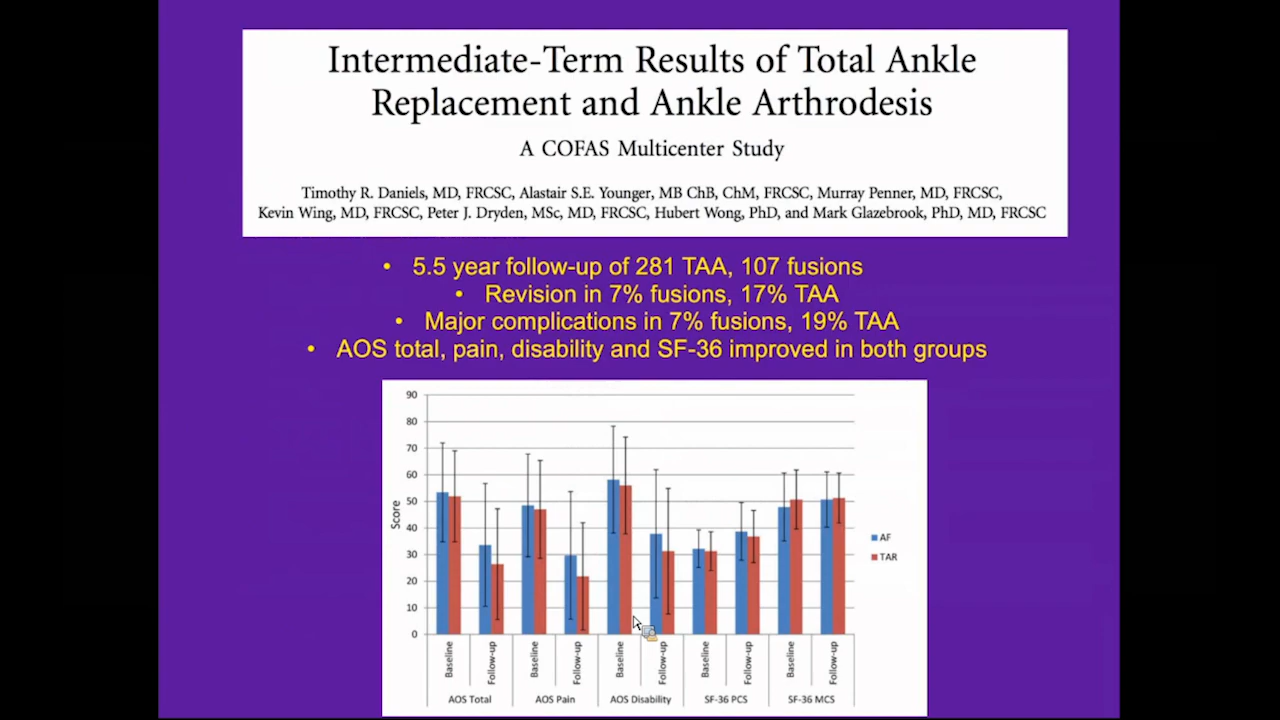 Intermediate-Term Results of Total Ankle
Replacement and Ankle Arthrodesis
A COFAS Multicenter Study
Timothy R. Daniels, MD, FRCSC, Alastair S.E. Younger, MB ChB, ChM, FRCSC, Murray Penner, MD, FRCSC,
Kevin Wing, MD, FRCSC, Peter J. Dryden, MSc, MD, FRCSC, Hubert Wong, PhD, and Mark Glazebrook, PhD, MD, FRCSC
• 5.5 year follow-up of 281 TAA, 107 fusions
• Revision in 7% fusions, 17% TAA
• Major complications in 7% fusions, 19% TAA
• AOS total, pain, disability and SF-36 improved in both groups
90
80
70
60
50
40
30
20
10
0
Score
AF
TAR
Baseline
Follow-up
Baseline
Follow-up
Baseline
Follow-up
Baseline
Follow-up
Baseline
Follow-up
AOS Total
AOS Pain
AOS Disability
SF-36 PCS
SF-36 MCS